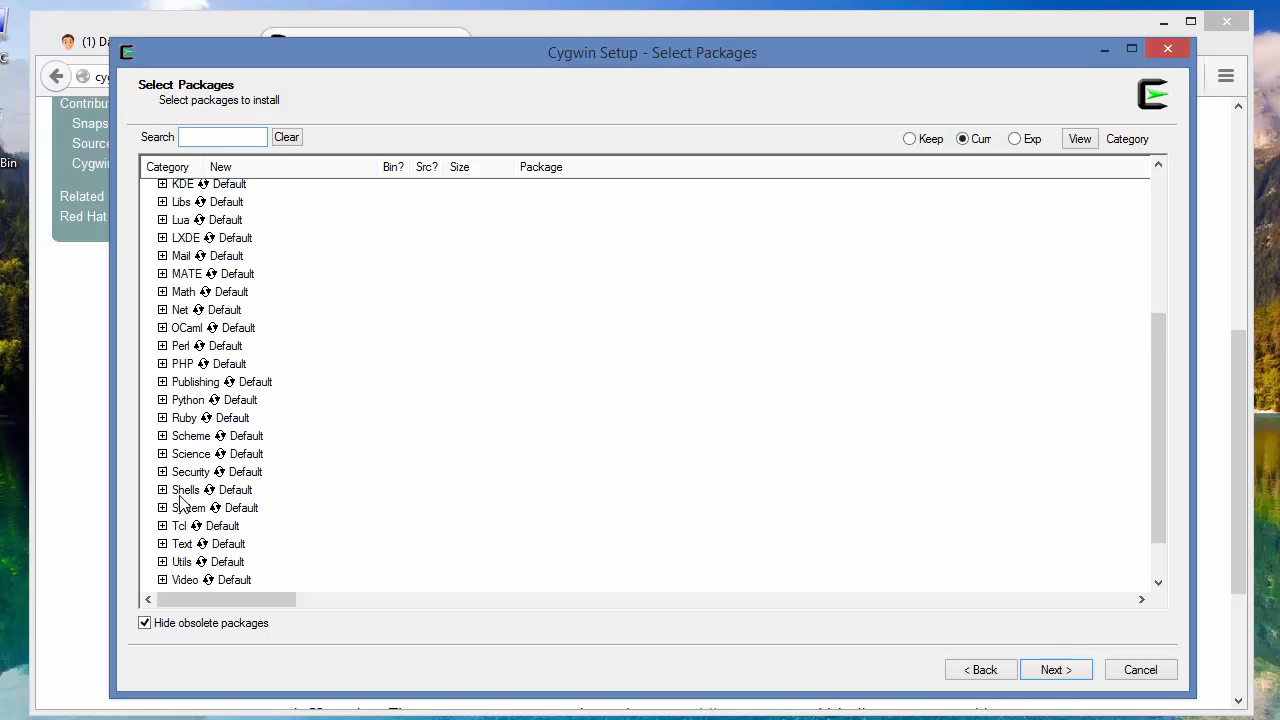 (1) Da
Cygwin Setup - Select Packages
cy
Contribu
Snaps
Source
Cygwin
Related
Red Hat
Bin
Select Packages
Select packages to install
Search Clear Keep Curr Exp View Category
Category New Bin? Src? Size Package
KDE Default
Libs Default
Lua Default
LXDE Default
Mail Default
MATE Default
Math Default
Net Default
OCaml Default
Perl Default
PHP Default
Publishing Default
Python Default
Ruby Default
Scheme Default
Science Default
Security Default
Shells Default
System Default
Tcl Default
Text Default
Utils Default
Video Default
Hide obsolete packages
< Back Next > Cancel